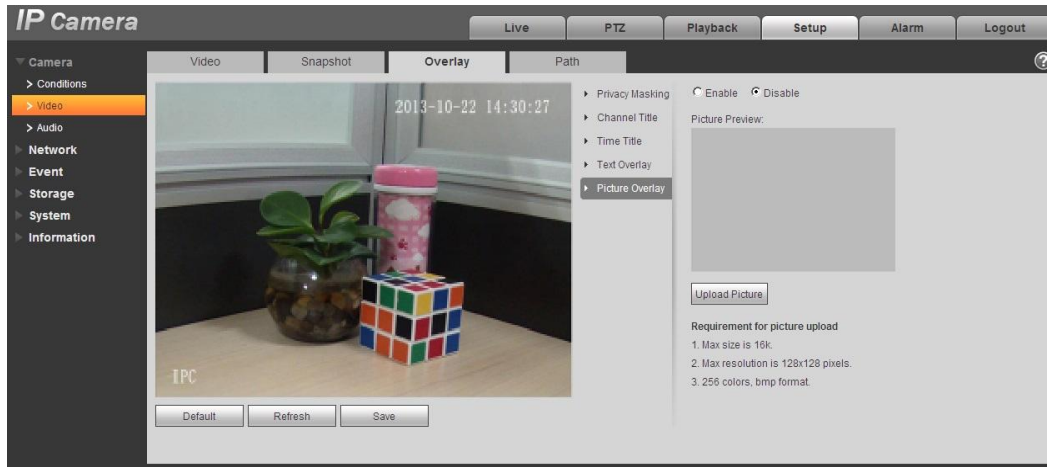 IP Camera
Live PTZ Playback Setup Alarm Logout
Camera
Conditions
Video
Audio
Network
Event
Storage
System
Information
Video Snapshot Overlay Path
?
2013-10-22 14:30:27
IPC
Default Refresh Save
Privacy Masking
Channel Title
Time Title
Text Overlay
Picture Overlay
Enable Disable
Picture Preview:
Upload Picture
Requirement for picture upload
1. Max size is 16k.
2. Max resolution is 128x128 pixels.
3. 256 colors, bmp format.